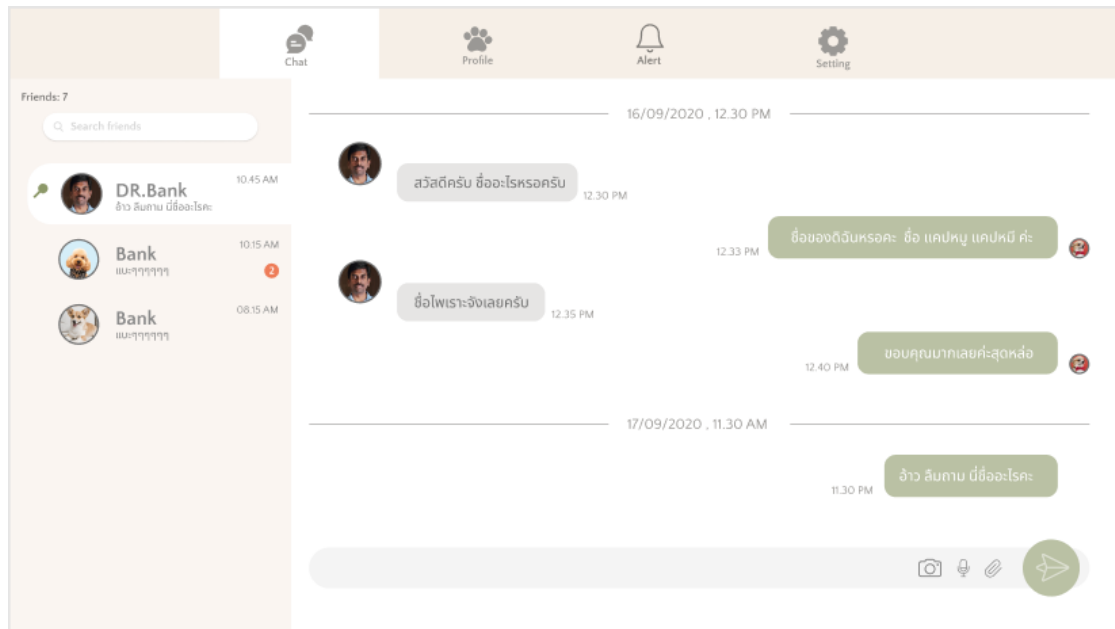 Chat
Profile
Alert
Setting
Friends: 7
Search friends
DR.Bank
10.45 AM
อ้าว ลืมถาม นี่ชื่ออะไรคะ
Bank
10:15 AM
แบะๆๆๆๆๆๆ
2
Bank
08.15 AM
แบะๆๆๆๆๆๆ
16/09/2020 , 12.30 PM
สวัสดีครับ ชื่ออะไรหรอครับ
12.30 PM
ชื่อของดิฉันหรอคะ ชื่อ แคปหมู แคปหมี ค่ะ
12.33 PM
ชื่อไพเราะจังเลยครับ
12.35 PM
ขอบคุณมากเลยค่ะสุดหล่อ
12.40 PM
17/09/2020 , 11.30 AM
อ้าว ลืมถาม นี่ชื่ออะไรคะ
11.30 PM